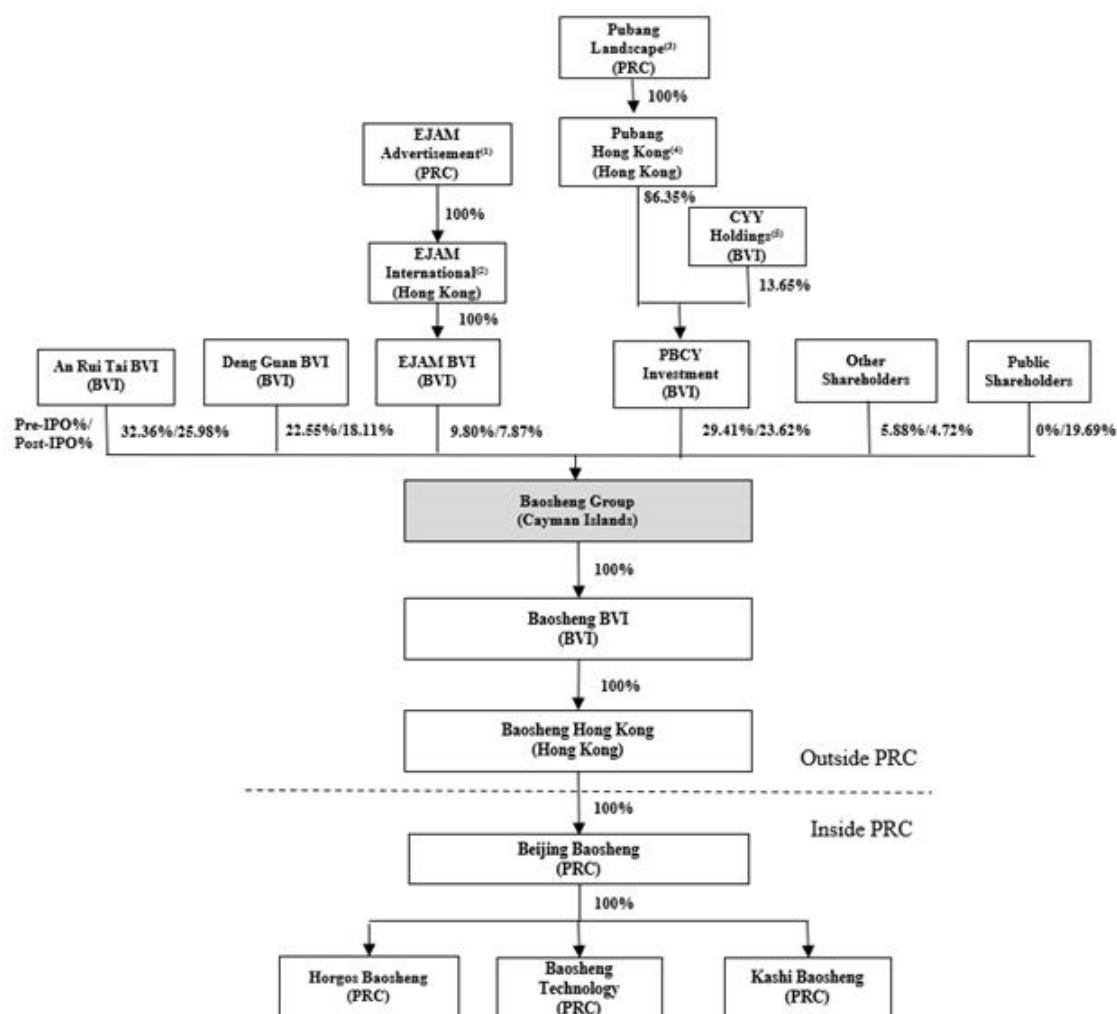 Pubang
Landscape(3)
(PRC)
100%
EJAM
Advertisement(1)
(PRC)
Pubang
Hong Kong(4)
(Hong Kong)
86.35%
100%
CYY
Holdings(5)
(BVI)
EJAM
International(2)
(Hong Kong)
13.65%
100%
An Rui Tai BVI
(BVI)
Deng Guan BVI
(BVI)
EJAM BVI
(BVI)
PBCY
Investment
(BVI)
Other
Shareholders
Public
Shareholders
Pre-IPO%/
Post-IPO%
32.36%/25.98%
22.55%/18.11%
9.80%/7.87%
29.41%/23.62%
5.88%/4.72%
0%/19.69%
Baosheng Group
(Cayman Islands)
100%
Baosheng BVI
(BVI)
100%
Baosheng Hong Kong
(Hong Kong)
Outside PRC
100%
Inside PRC
Beijing Baosheng
(PRC)
100%
Horgos Baosheng
(PRC)
Baosheng
Technology
(PRC)
Kashi Baosheng
(PRC)